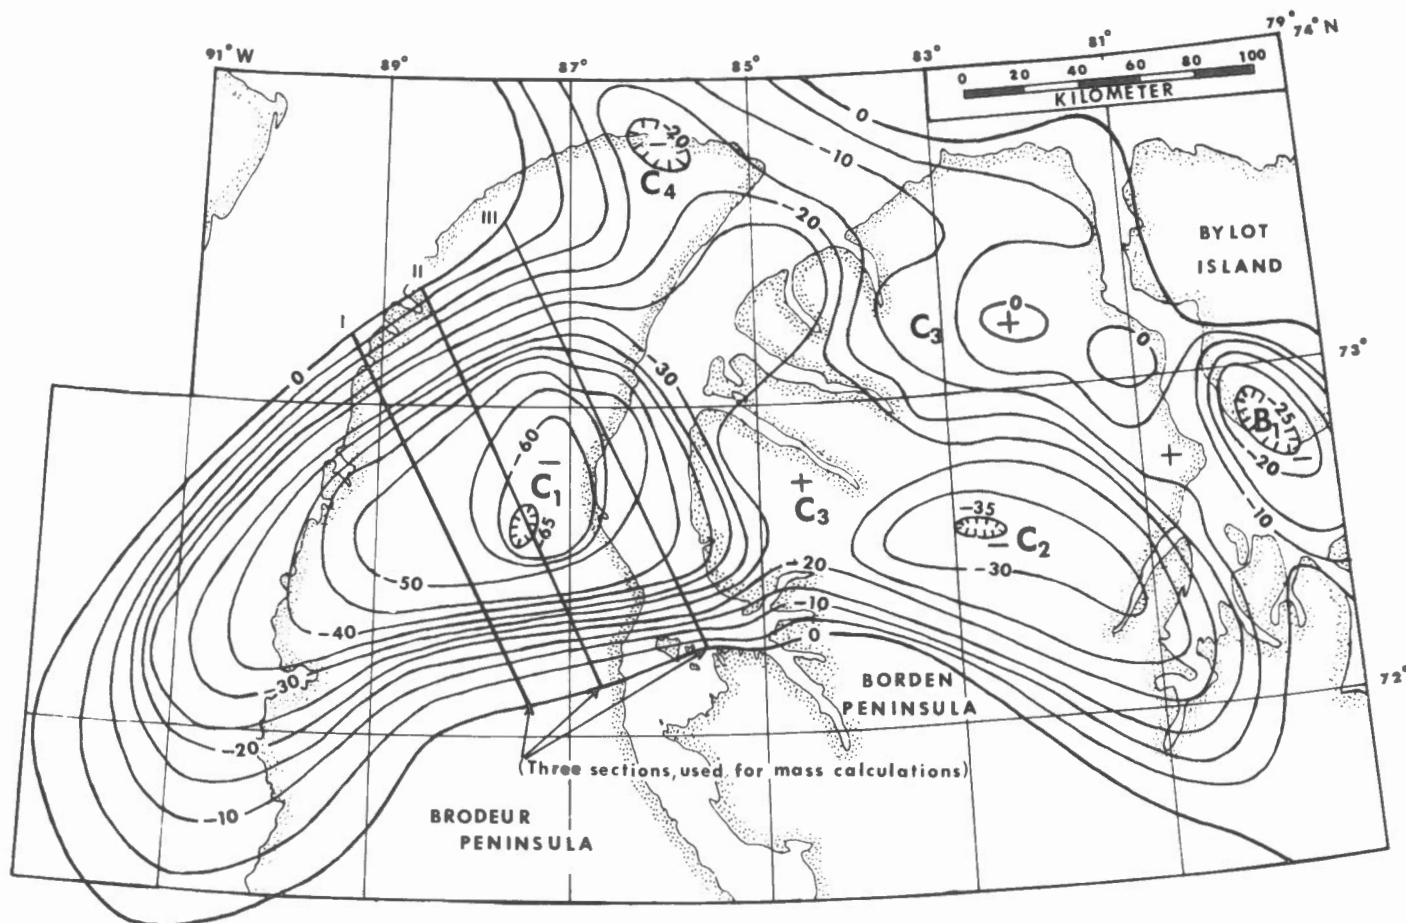 91° W
89°
87°
85°
83°
81°
79°
74° N
0 20 40 60 80 100
KILOMETER
0
-20
-10
C4
III
-20
BYLOT
ISLAND
II
0
C3
I
0
73°
-30
0
-25
B1
-60
-20
C1
+
C3
-35
-10
65
C2
-50
-20
-30
-10
-40
0
-30
BORDEN
PENINSULA
72°
-20
(Three sections, used for mass calculations)
-10
BRODEUR
PENINSULA